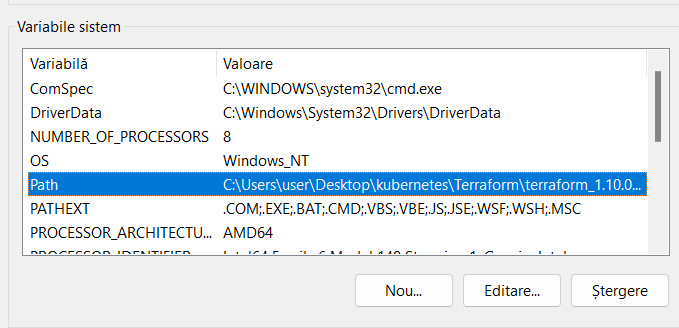 Variabile sistem
Variabilă Valoare
ComSpec C:\WINDOWS\system32\cmd.exe
DriverData C:\Windows\System32\Drivers\DriverData
NUMBER_OF_PROCESSORS 8
OS Windows_NT
Path C:\Users\user\Desktop\kubernetes\Terraform\terraform_1.10.0...
PATHEXT .COM;.EXE;.BAT;.CMD;.VBS;.VBE;.JS;.JSE;.WSF;.WSH;.MSC
PROCESSOR_ARCHITECTU... AMD64
Nou... Editare... Ștergere